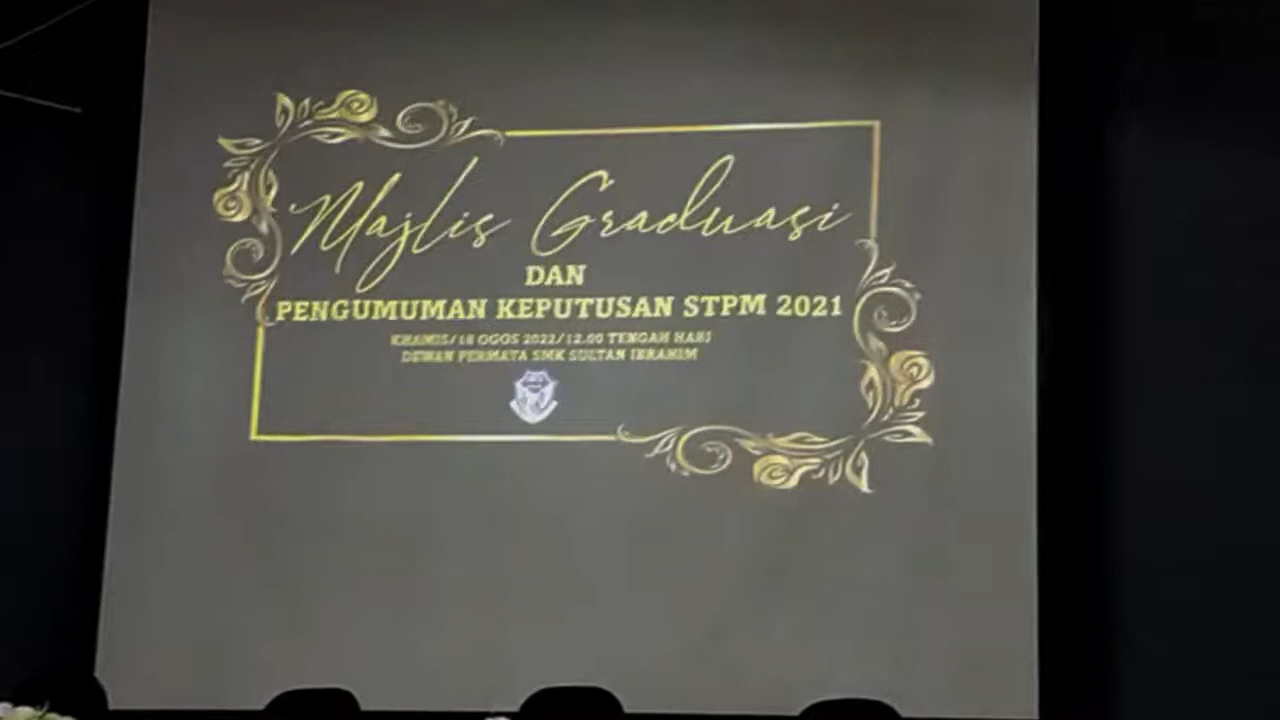 Majlis Graduasi
DAN
PENGUMUMAN KEPUTUSAN STPM 2021
KHAMIS/18 OGOS 2022/12.00 TENGAH HARI
DEWAN PERMATA SMK SULTAN IBRAHIM